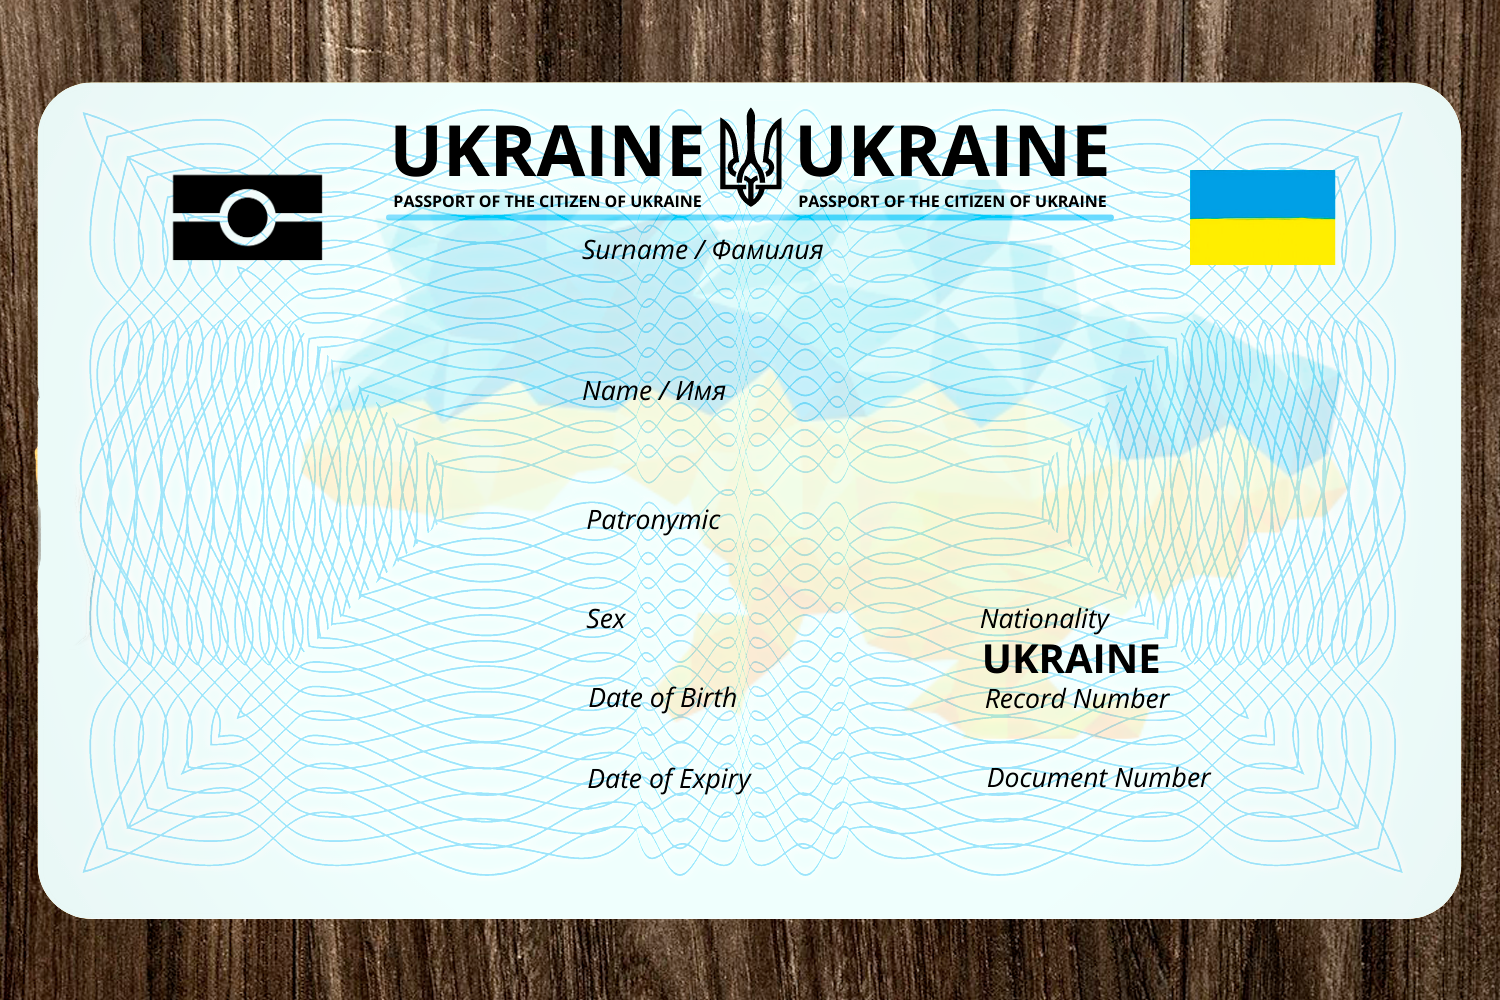 UKRAINE UKRAINE
PASSPORT OF THE CITIZEN OF UKRAINE PASSPORT OF THE CITIZEN OF UKRAINE
Surname / Фамилия
Name / Имя
Patronymic
Sex Nationality
UKRAINE
Date of Birth Record Number
Date of Expiry Document Number